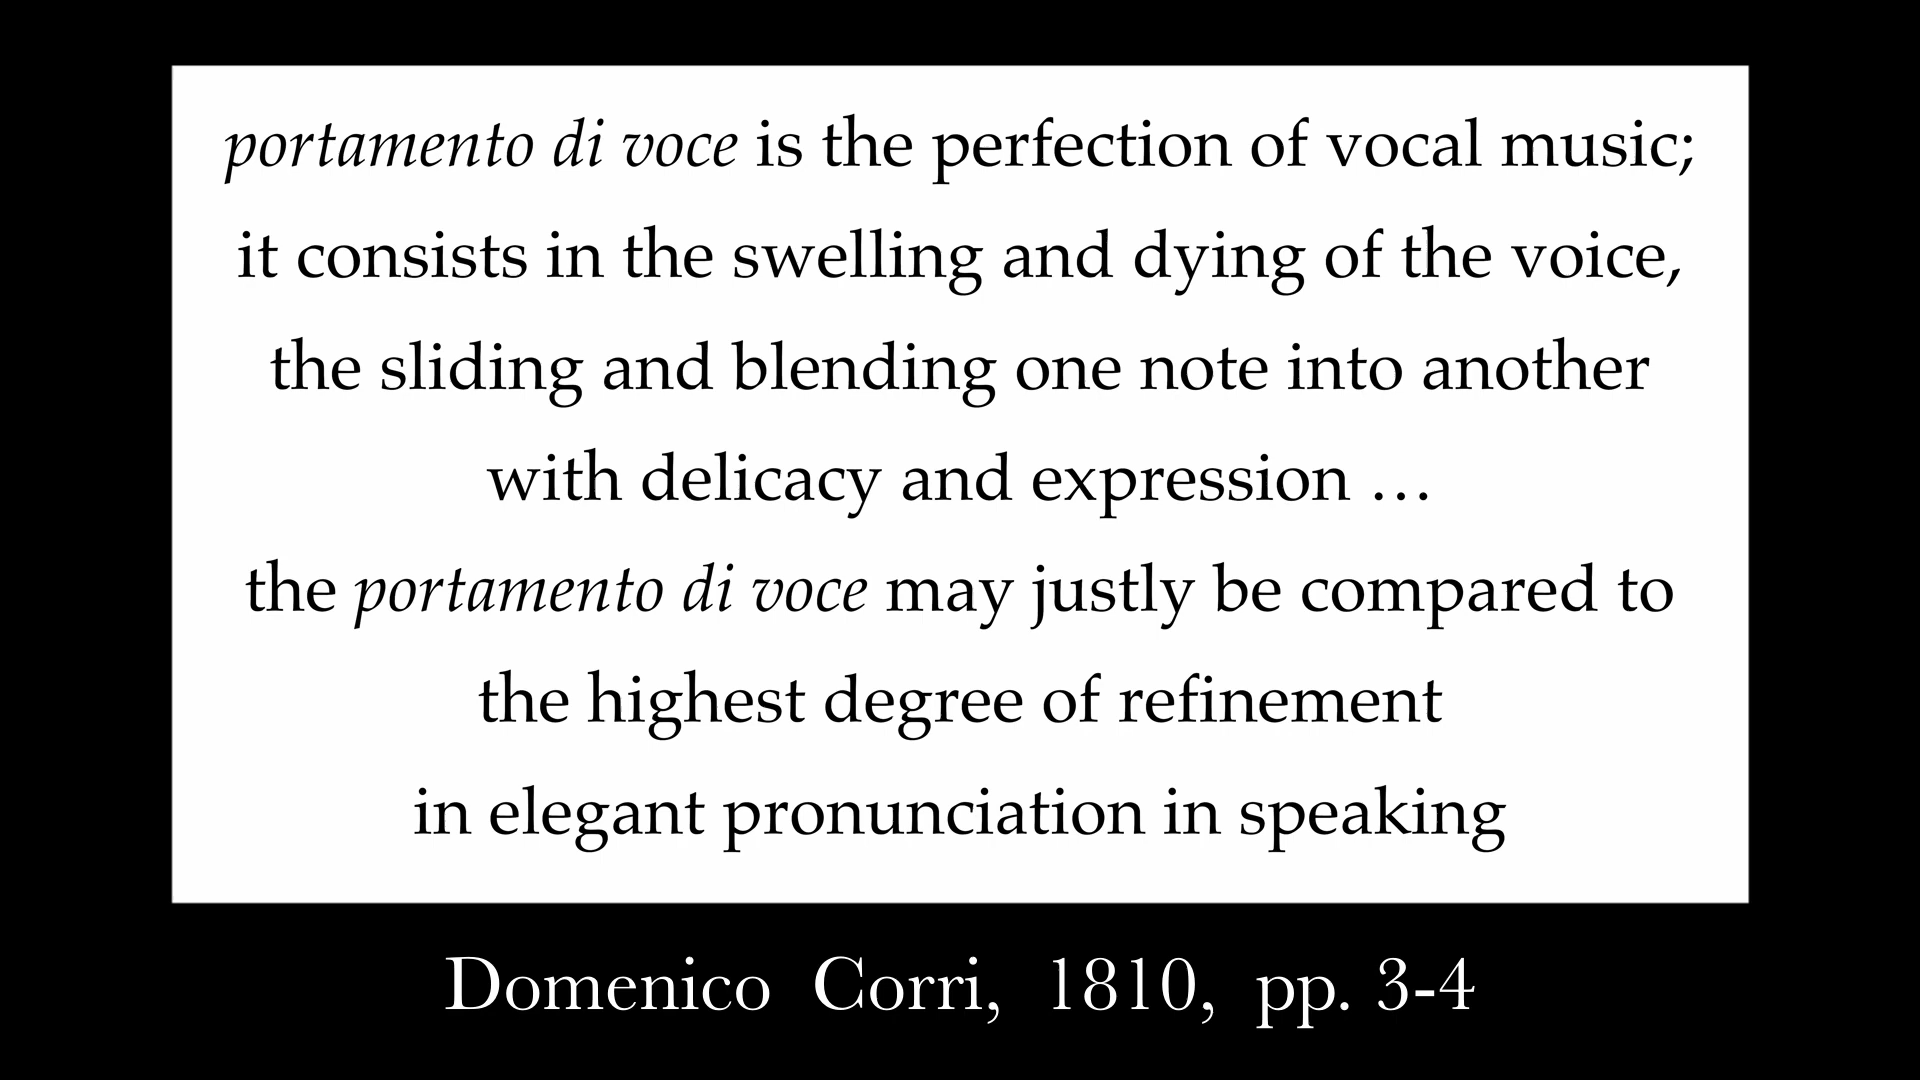 portamento di voce is the perfection of vocal music;
it consists in the swelling and dying of the voice,
the sliding and blending one note into another
with delicacy and expression …
the portamento di voce may justly be compared to
the highest degree of refinement
in elegant pronunciation in speaking
Domenico Corri, 1810, pp. 3-4